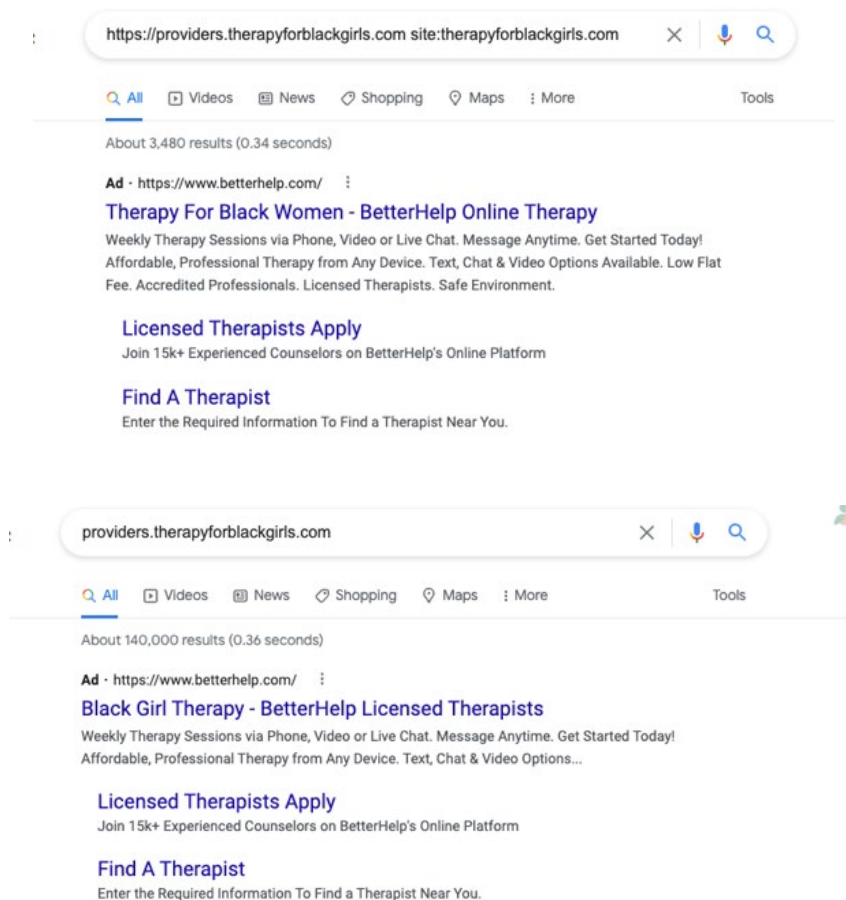 https://providers.therapyforblackgirls.com site:therapyforblackgirls.com
All Videos News Shopping Maps More Tools
About 3,480 results (0.34 seconds)
Ad · https://www.betterhelp.com/
Therapy For Black Women - BetterHelp Online Therapy
Weekly Therapy Sessions via Phone, Video or Live Chat. Message Anytime. Get Started Today!
Affordable, Professional Therapy from Any Device. Text, Chat & Video Options Available. Low Flat
Fee. Accredited Professionals. Licensed Therapists. Safe Environment.
Licensed Therapists Apply
Join 15k+ Experienced Counselors on BetterHelp's Online Platform
Find A Therapist
Enter the Required Information To Find a Therapist Near You.
providers.therapyforblackgirls.com
All Videos News Shopping Maps More Tools
About 140,000 results (0.36 seconds)
Ad · https://www.betterhelp.com/
Black Girl Therapy - BetterHelp Licensed Therapists
Weekly Therapy Sessions via Phone, Video or Live Chat. Message Anytime. Get Started Today!
Affordable, Professional Therapy from Any Device. Text, Chat & Video Options...
Licensed Therapists Apply
Join 15k+ Experienced Counselors on BetterHelp's Online Platform
Find A Therapist
Enter the Required Information To Find a Therapist Near You.